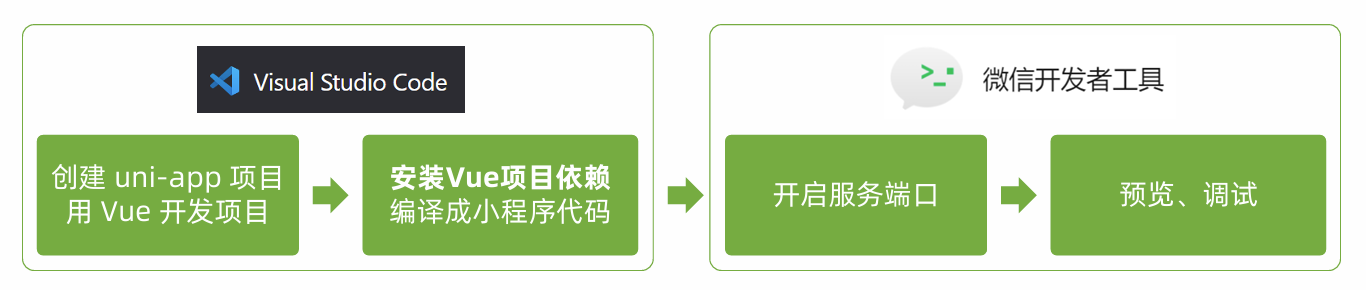 Visual Studio Code
创建 uni-app 项目
用 Vue 开发项目
安装Vue项目依赖
编译成小程序代码
微信开发者工具
开启服务端口
预览、调试